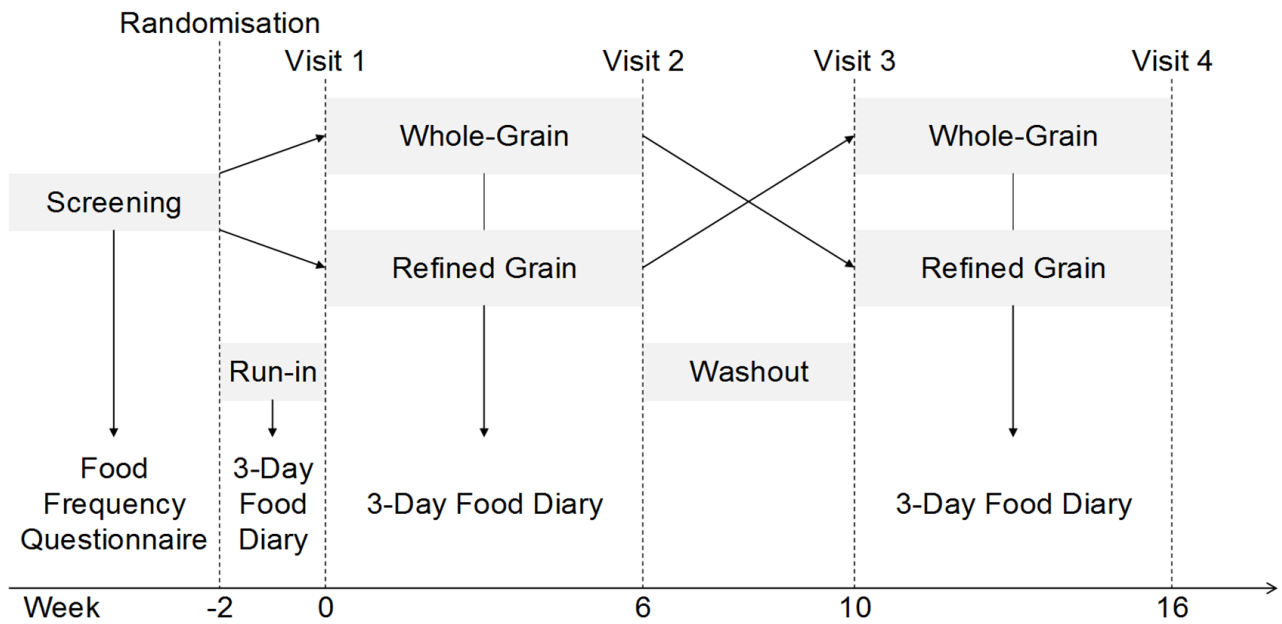 Randomisation
Visit 1
Visit 2
Visit 3
Visit 4
Whole-Grain
Whole-Grain
Screening
Refined Grain
Refined Grain
Run-in
Washout
Food
Frequency
Questionnaire
3-Day
Food
Diary
3-Day Food Diary
3-Day Food Diary
Week -2 0 6 10 16